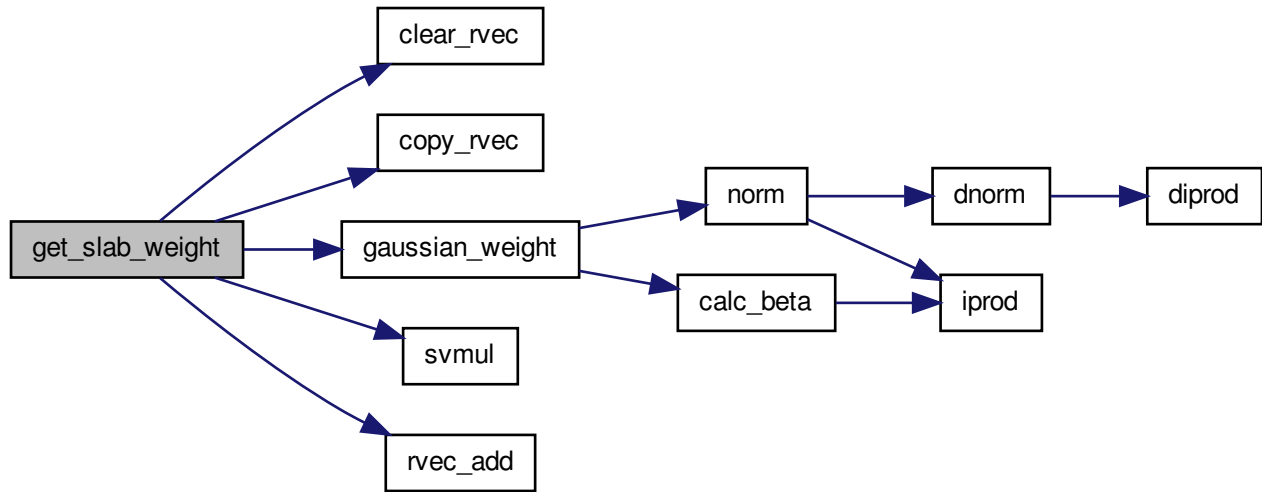 clear_rvec
copy_rvec
get_slab_weight
gaussian_weight
norm
dnorm
diprod
calc_beta
iprod
svmul
rvec_add